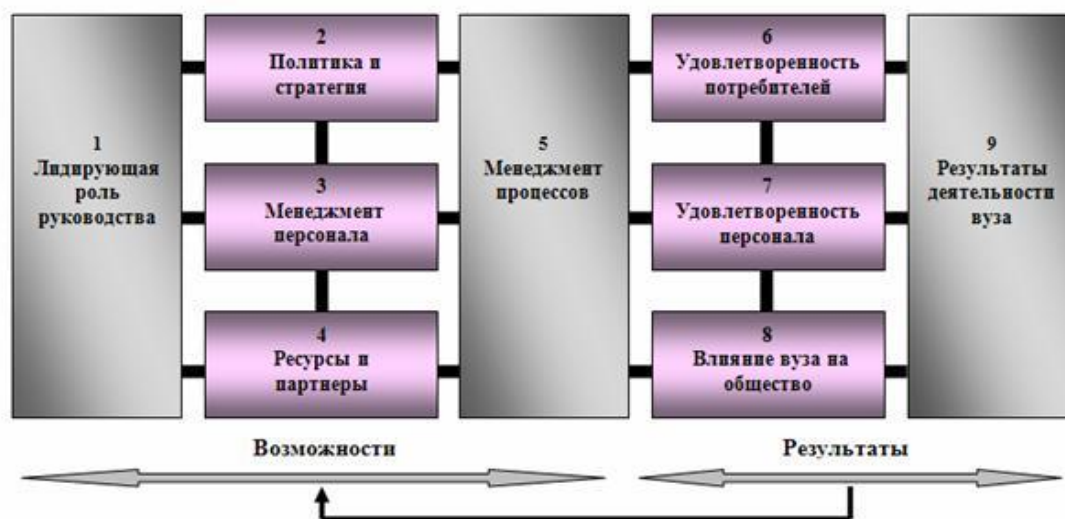 1
Лидирующая
роль
руководства
2
Политика и
стратегия
3
Менеджмент
персонала
4
Ресурсы и
партнеры
5
Менеджмент
процессов
6
Удовлетворенность
потребителей
7
Удовлетворенность
персонала
8
Влияние вуза на
общество
9
Результаты
деятельности
вуза
Возможности
Результаты